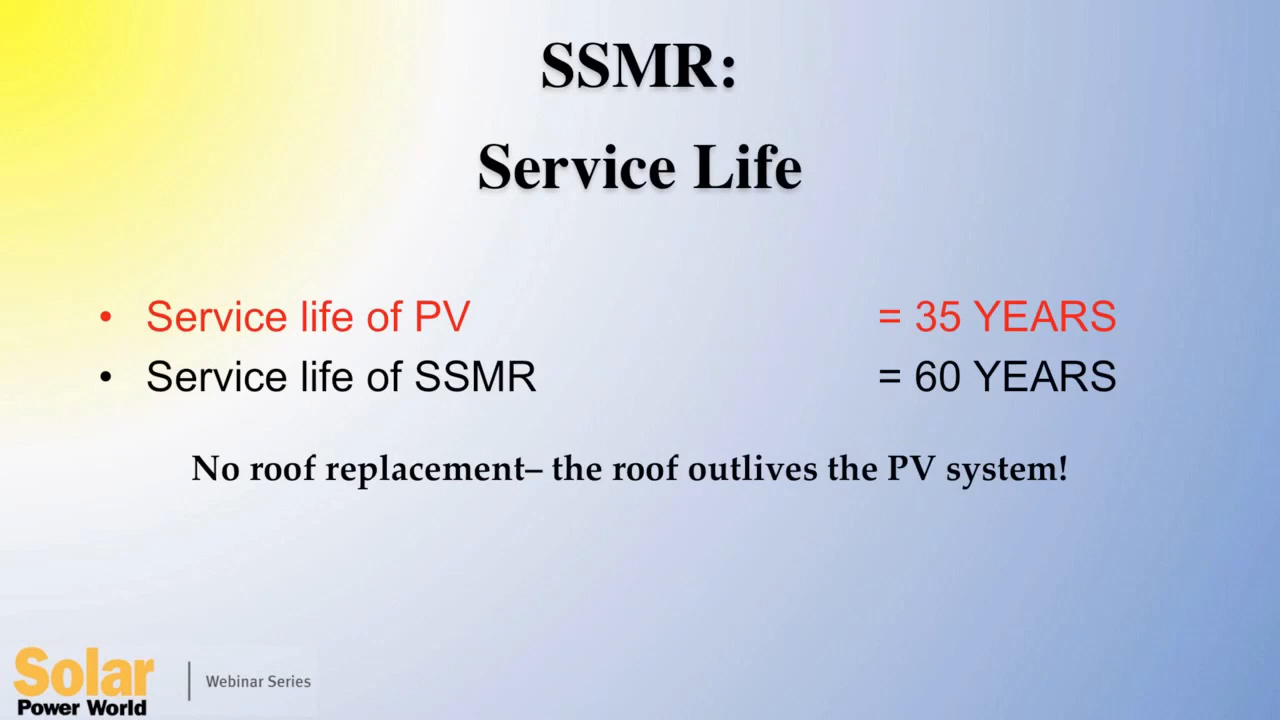 SSMR:
Service Life
• Service life of PV = 35 YEARS
• Service life of SSMR = 60 YEARS
No roof replacement– the roof outlives the PV system!
Solar
Power World
Webinar Series